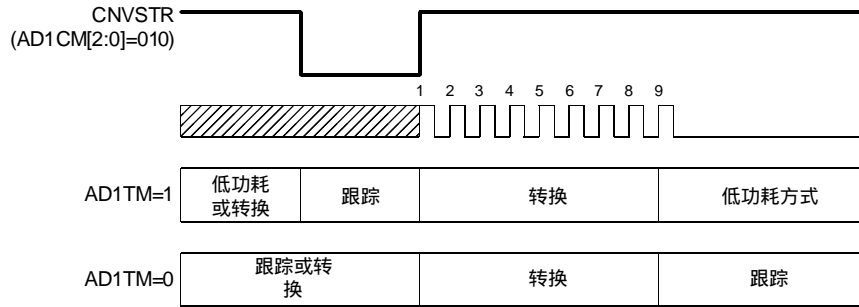 CNVSTR
(AD1CM[2:0]=010)
1 2 3 4 5 6 7 8 9
AD1TM=1
低功耗
或转换
跟踪
转换
低功耗方式
AD1TM=0
跟踪或转
换
转换
跟踪